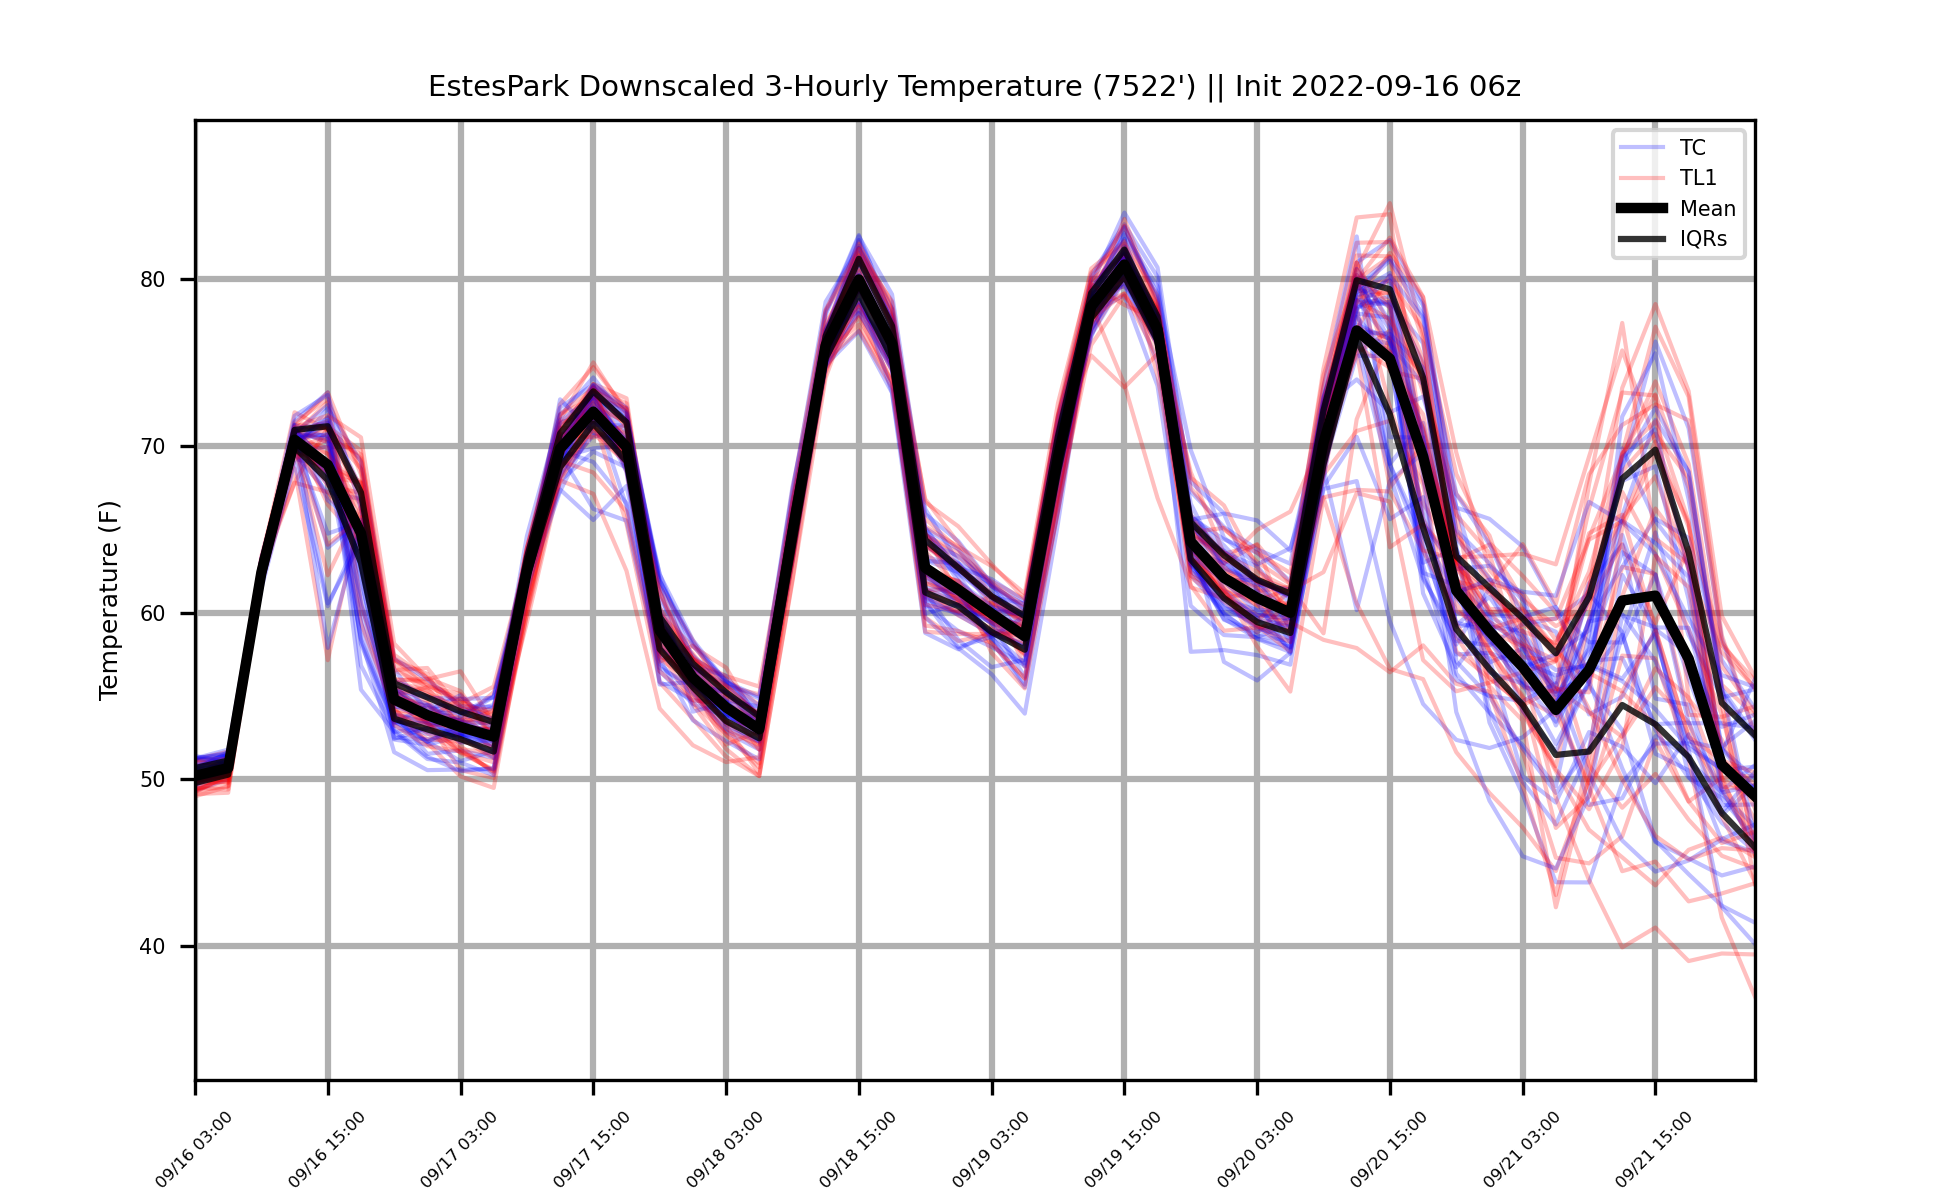 EstesPark Downscaled 3-Hourly Temperature (7522') || Init 2022-09-16 06z
TC
TL1
Mean
IQRs
Temperature (F)
80
70
60
50
40
09/16 03:00
09/16 15:00
09/17 03:00
09/17 15:00
09/18 03:00
09/18 15:00
09/19 03:00
09/19 15:00
09/20 03:00
09/20 15:00
09/21 03:00
09/21 15:00